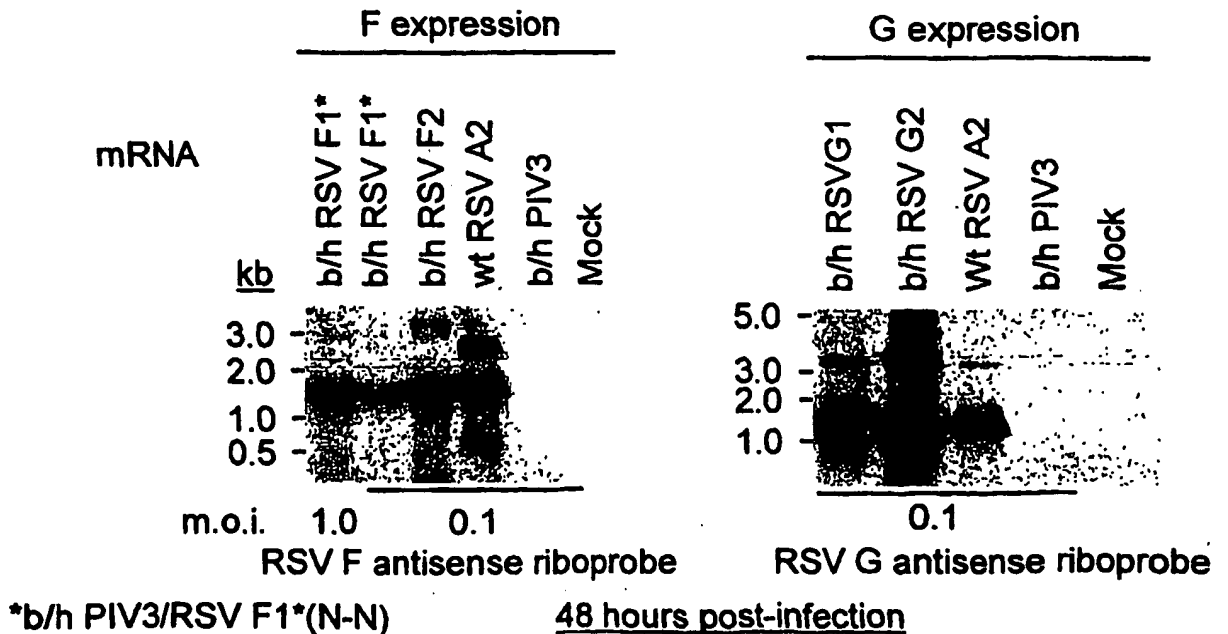 F expression
G expression
mRNA
b/h RSV F1*
b/h RSV F1*
b/h RSV F2
wt RSV A2
b/h PIV3
Mock
b/h RSVG1
b/h RSV G2
Wt RSV A2
b/h PIV3
Mock
kb
3.0 -
2.0 -
1.0 -
0.5 -
5.0 -
3.0 -
2.0 -
1.0 -
m.o.i. 1.0 0.1
0.1
RSV F antisense riboprobe
RSV G antisense riboprobe
*b/h PIV3/RSV F1*(N-N)
48 hours post-infection